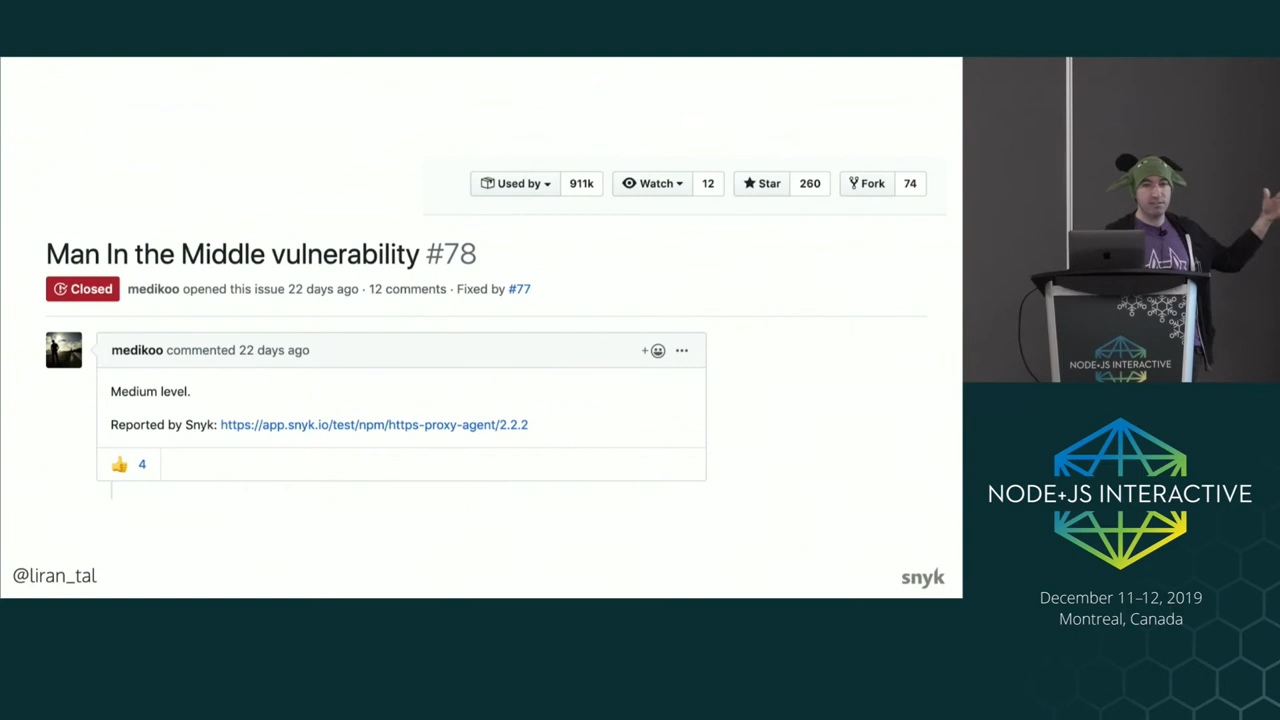 Used by 911k Watch 12 Star 260 Fork 74
Man In the Middle vulnerability #78
Closed medikoo opened this issue 22 days ago · 12 comments · Fixed by #77
medikoo commented 22 days ago
Medium level.
Reported by Snyk: https://app.snyk.io/test/npm/https-proxy-agent/2.2.2
👍 4
@liran_tal
snyk
NODE+JS INTERACTIVE
NODE+JS INTERACTIVE
December 11–12, 2019
Montreal, Canada